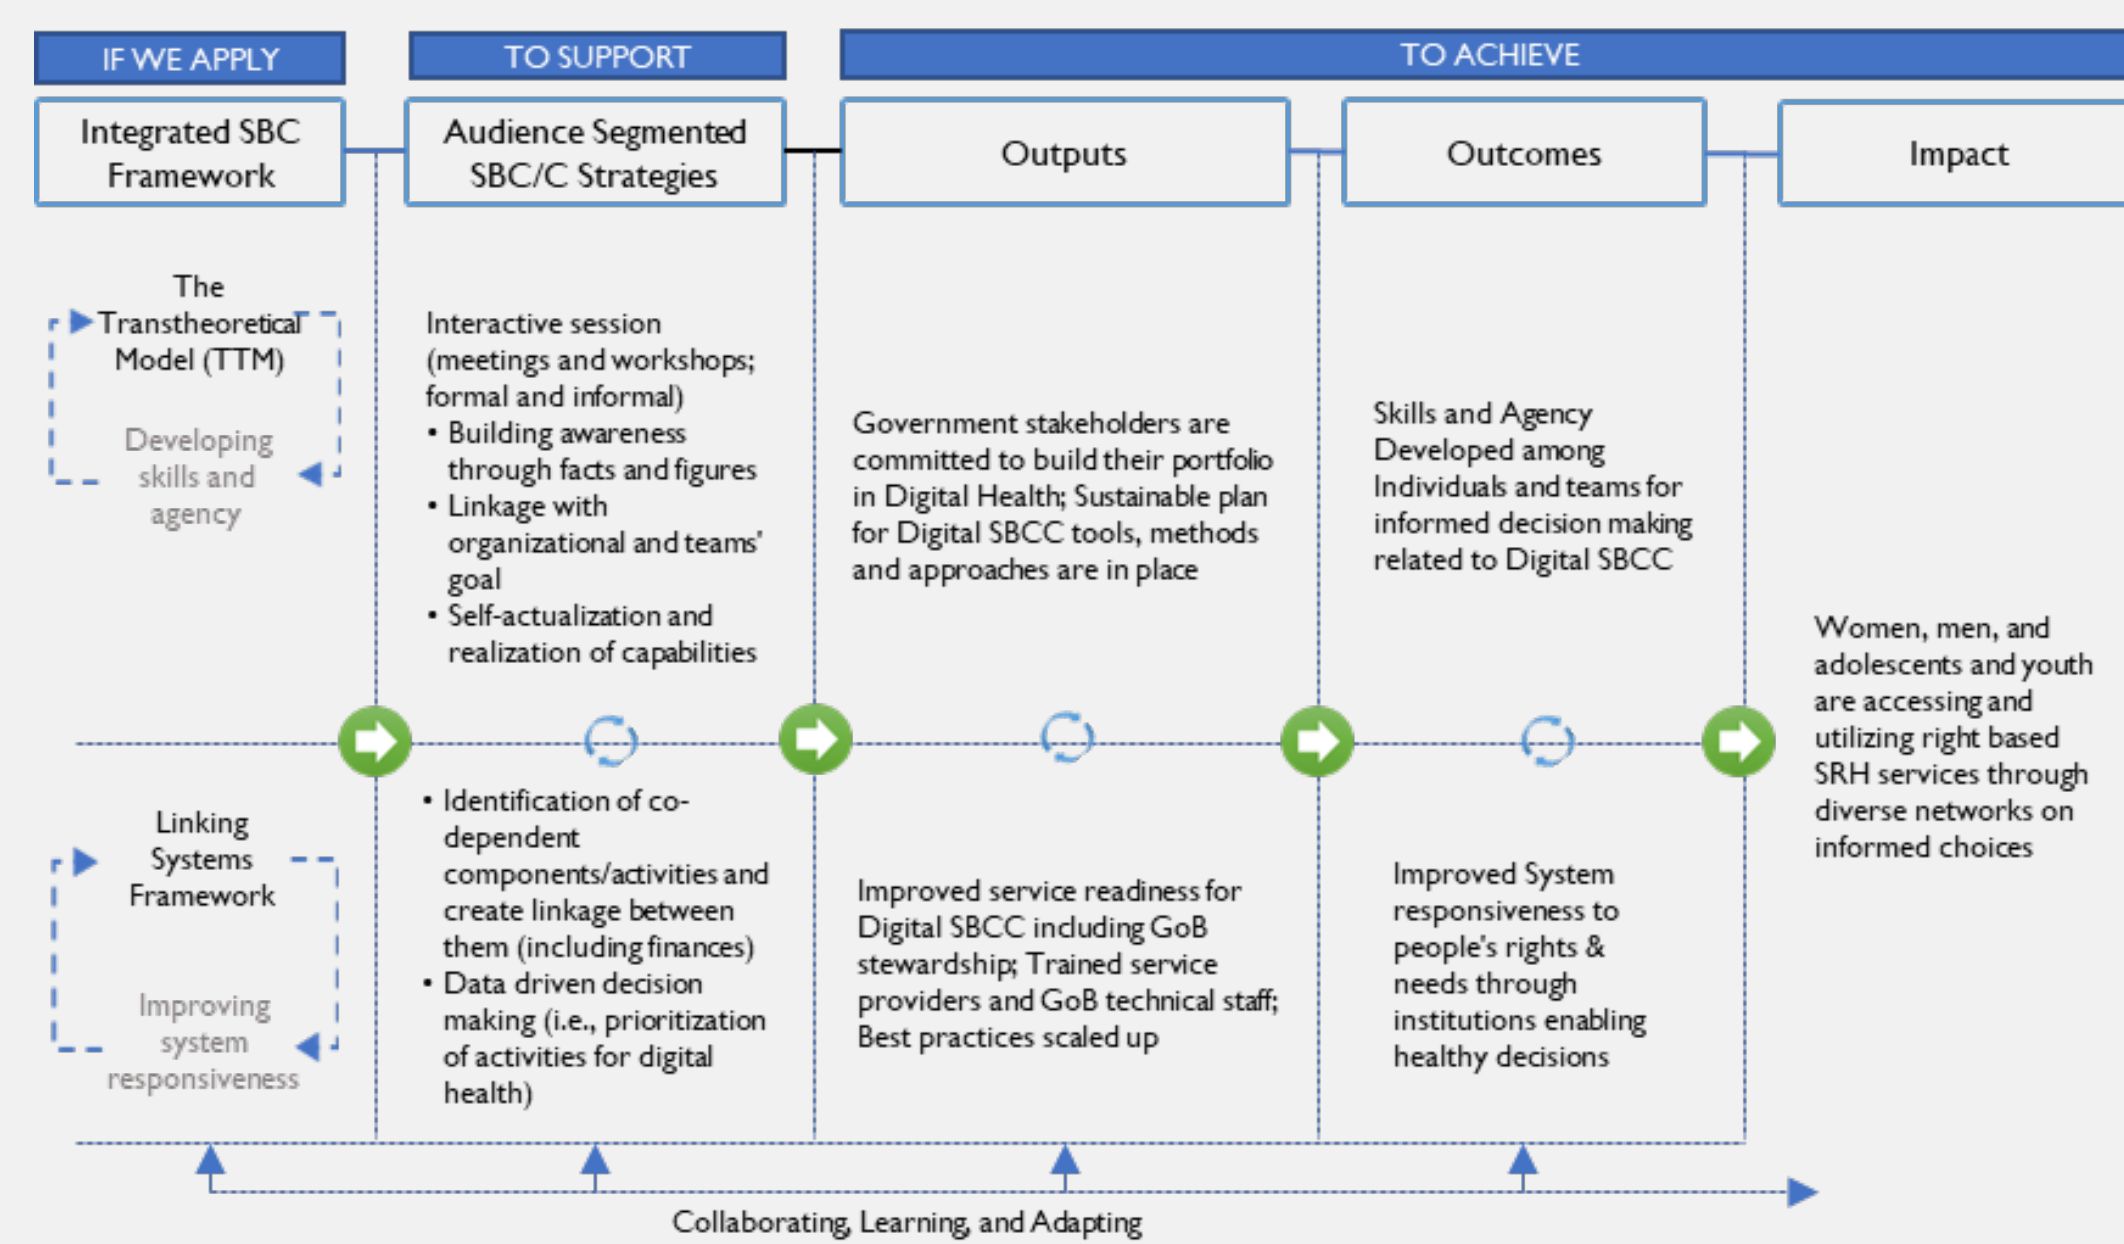 IF WE APPLY
TO SUPPORT
TO ACHIEVE
Integrated SBC
Framework
Audience Segmented
SBC/C Strategies
Outputs
Outcomes
Impact
The
Transtheoretical
Model (TTM)
Developing
skills and
agency
Interactive session
(meetings and workshops;
formal and informal)
• Building awareness
through facts and figures
• Linkage with
organizational and teams'
goal
• Self-actualization and
realization of capabilities
Government stakeholders are
committed to build their portfolio
in Digital Health; Sustainable plan
for Digital SBCC tools, methods
and approaches are in place
Skills and Agency
Developed among
Individuals and teams for
informed decision making
related to Digital SBCC
Women, men, and
adolescents and youth
are accessing and
utilizing right based
SRH services through
diverse networks on
informed choices
Linking
Systems
Framework
Improving
system
responsiveness
• Identification of co-
dependent
components/activities and
create linkage between
them (including finances)
• Data driven decision
making (i.e., prioritization
of activities for digital
health)
Improved service readiness for
Digital SBCC including GoB
stewardship; Trained service
providers and GoB technical staff;
Best practices scaled up
Improved System
responsiveness to
people's rights &
needs through
institutions enabling
healthy decisions
Collaborating, Learning, and Adapting